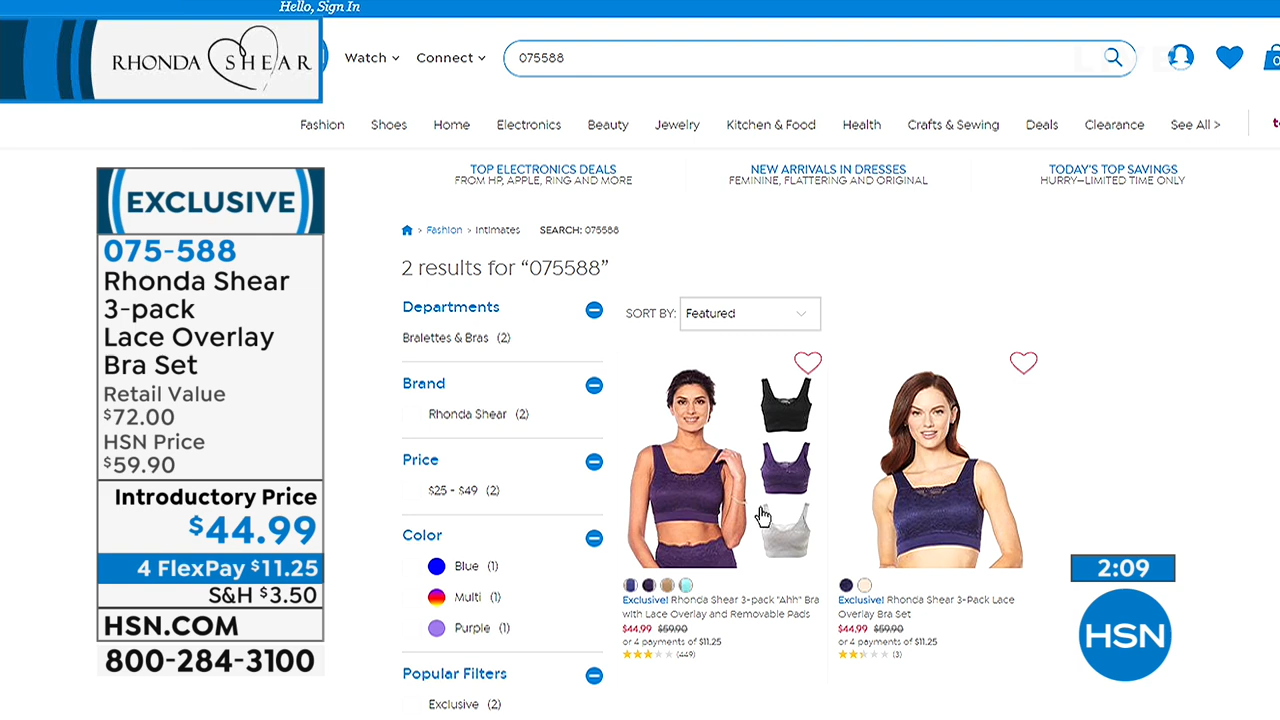 Hello, Sign In
RHONDA SHEAR
Watch
Connect
075588
0
Fashion
Shoes
Home
Electronics
Beauty
Jewelry
Kitchen & Food
Health
Crafts & Sewing
Deals
Clearance
See All >
TOP ELECTRONICS DEALS
FROM HP, APPLE, RING AND MORE
NEW ARRIVALS IN DRESSES
FEMININE, FLATTERING AND ORIGINAL
TODAY'S TOP SAVINGS
HURRY—LIMITED TIME ONLY
EXCLUSIVE
075-588
Rhonda Shear
3-pack
Lace Overlay
Bra Set
Retail Value
$72.00
HSN Price
$59.90
Introductory Price
$44.99
4 FlexPay $11.25
S&H $3.50
HSN.COM
800-284-3100
> Fashion > Intimates SEARCH: 075588
2 results for “075588”
Departments
Bralettes & Bras (2)
Brand
Rhonda Shear (2)
Price
$25 - $49 (2)
Color
Blue (1)
Multi (1)
Purple (1)
Popular Filters
Exclusive (2)
SORT BY: Featured
Exclusive! Rhonda Shear 3-pack "Ahh" Bra
with Lace Overlay and Removable Pads
$44.99 $59.90
or 4 payments of $11.25
(449)
Exclusive! Rhonda Shear 3-Pack Lace
Overlay Bra Set
$44.99 $59.90
or 4 payments of $11.25
(3)
2:09
HSN